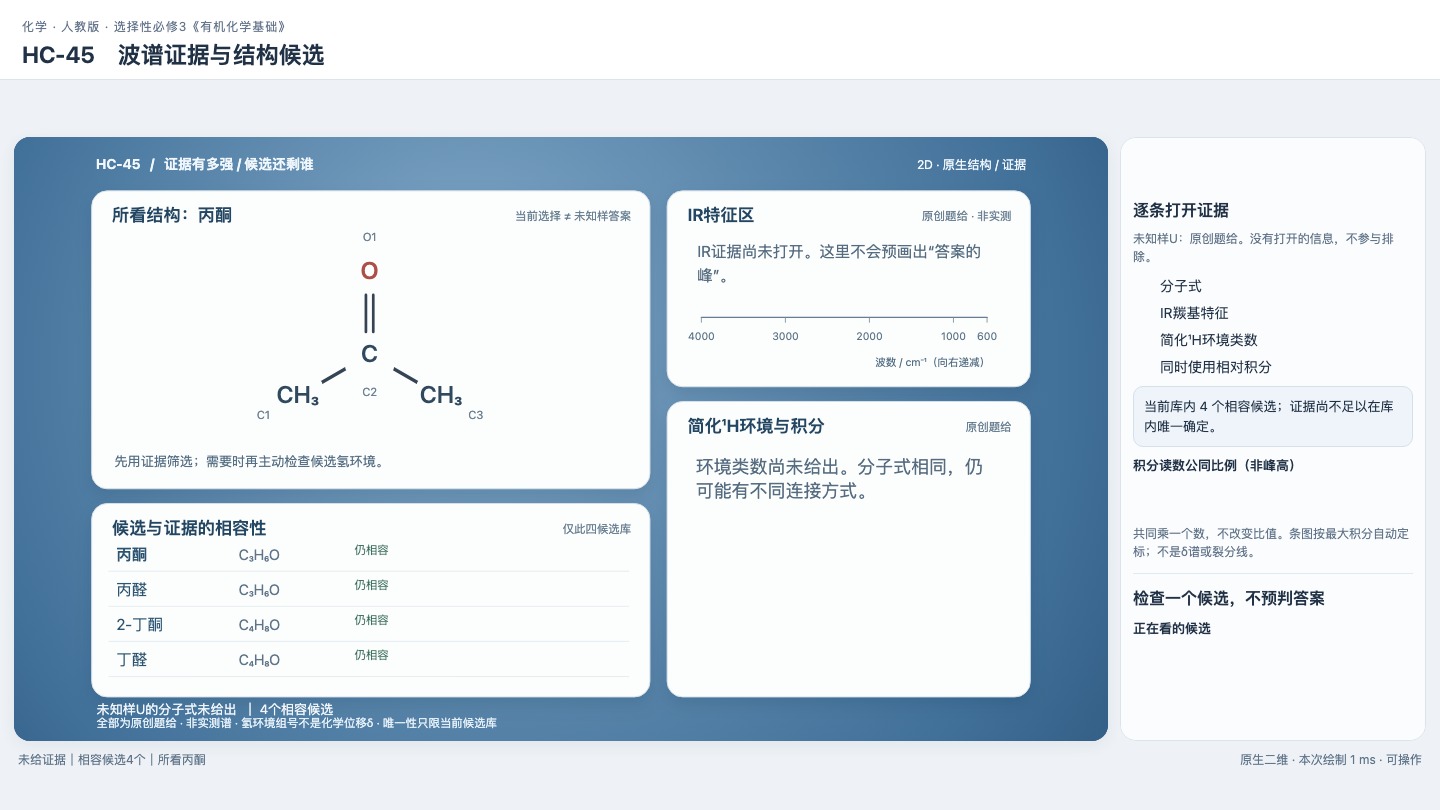 化学 · 人教版 · 选择性必修3《有机化学基础》
HC-45 波谱证据与结构候选
HC-45 / 证据有多强 / 候选还剩谁
2D · 原生结构 / 证据
所看结构：丙酮
当前选择 ≠ 未知样答案
O1
O
C
CH₃
C2
CH₃
C1
C3
先用证据筛选；需要时再主动检查候选氢环境。
IR特征区
原创题给 · 非实测
IR证据尚未打开。这里不会预画出“答案的
峰”。
4000 3000 2000 1000 600
波数 / cm⁻¹（向右递减）
简化¹H环境与积分
原创题给
环境类数尚未给出。分子式相同，仍
可能有不同连接方式。
候选与证据的相容性
仅此四候选库
丙酮 C₃H₆O 仍相容
丙醛 C₃H₆O 仍相容
2-丁酮 C₄H₈O 仍相容
丁醛 C₄H₈O 仍相容
未知样U的分子式未给出 ｜ 4个相容候选
全部为原创题给 · 非实测谱 · 氢环境组号不是化学位移δ · 唯一性只限当前候选库
逐条打开证据
未知样U：原创题给。没有打开的信息，不参与排
除。
分子式
IR羰基特征
简化¹H环境类数
同时使用相对积分
当前库内 4 个相容候选；证据尚不足以在库
内唯一确定。
积分读数公同比例（非峰高）
共同乘一个数，不改变比值。条图按最大积分自动定
标；不是δ谱或裂分线。
检查一个候选，不预判答案
正在看的候选
未给证据｜相容候选4个｜所看丙酮
原生二维 · 本次绘制 1 ms · 可操作